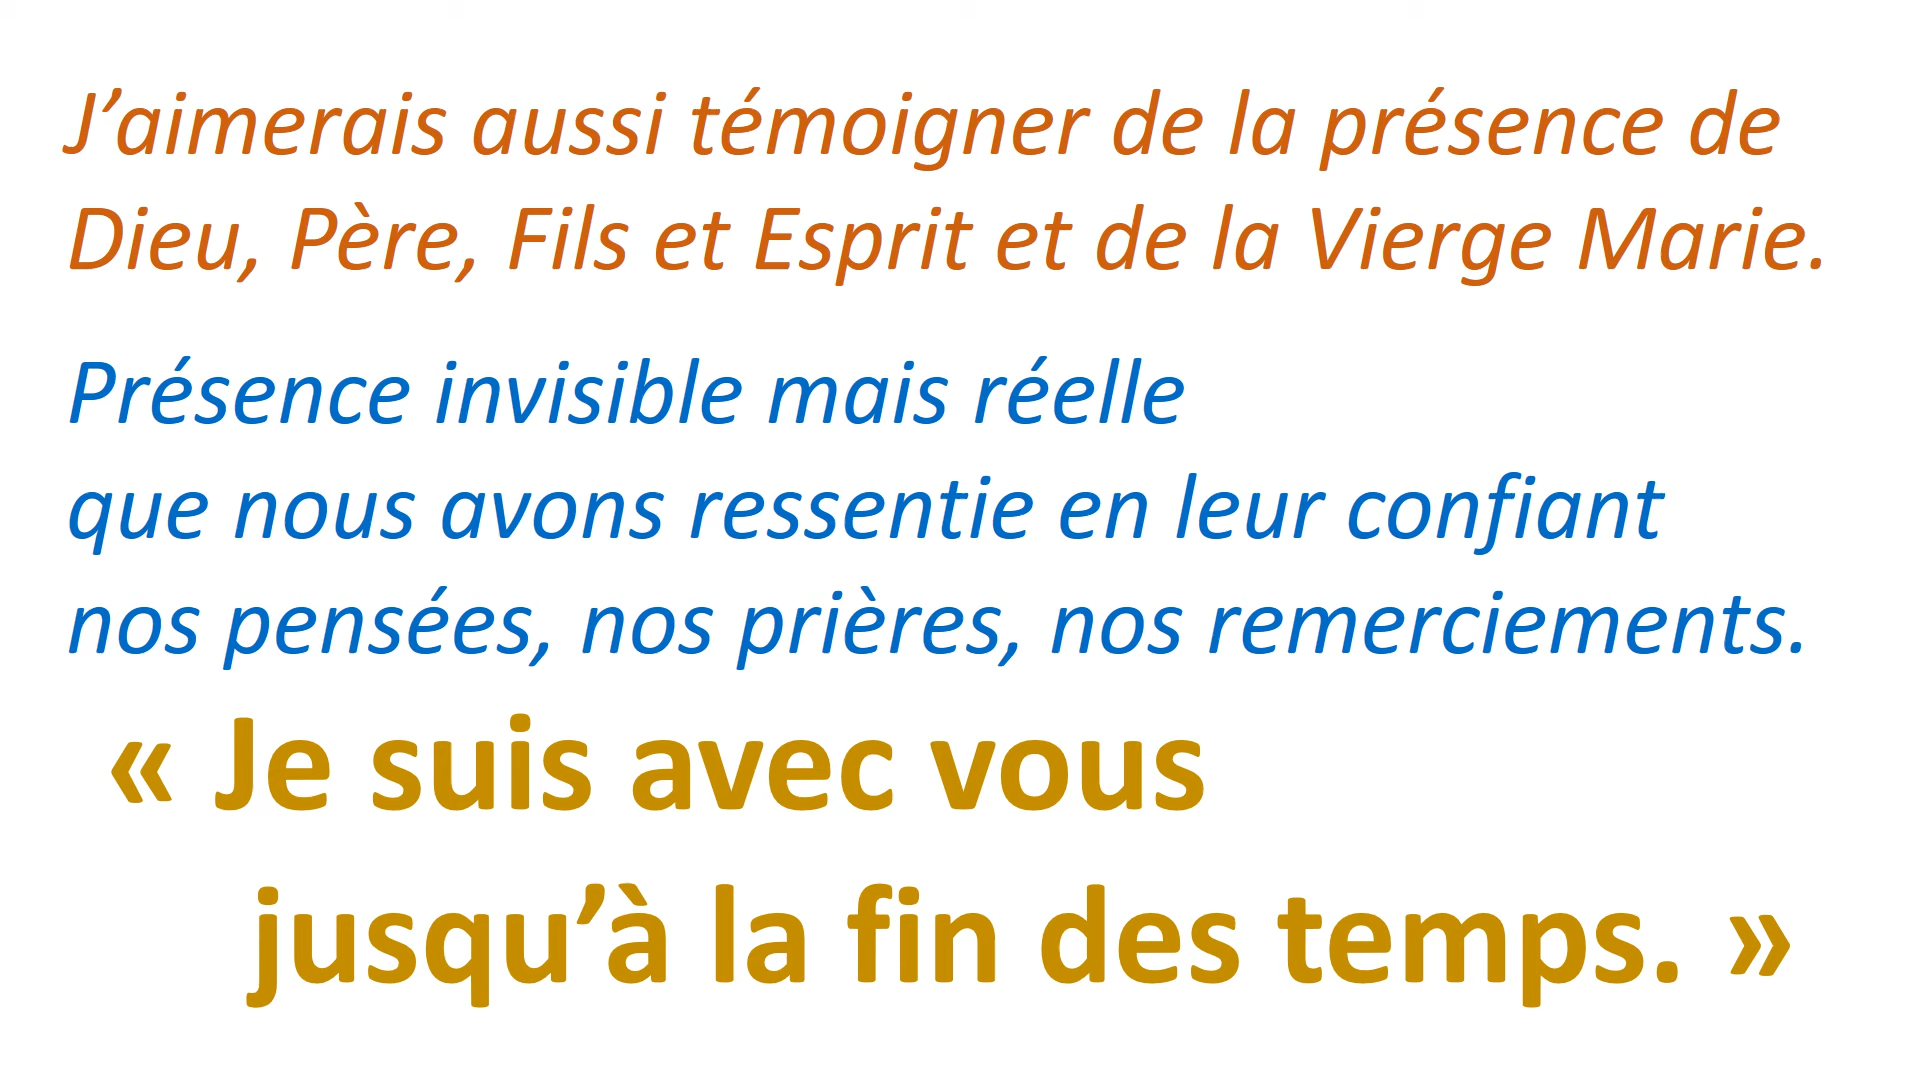 J’aimerais aussi témoigner de la présence de
Dieu, Père, Fils et Esprit et de la Vierge Marie.
Présence invisible mais réelle
que nous avons ressentie en leur confiant
nos pensées, nos prières, nos remerciements.
« Je suis avec vous
jusqu’à la fin des temps. »